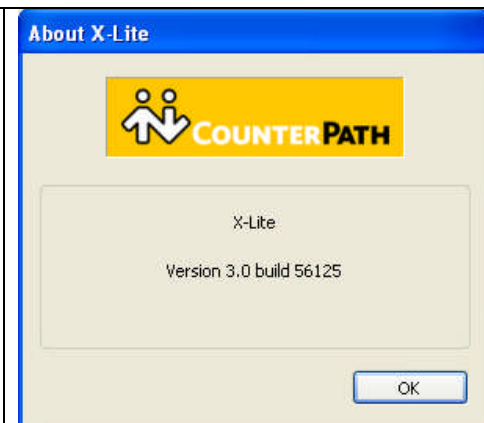 About X-Lite
COUNTERPATH
X-Lite
Version 3.0 build 56125
OK